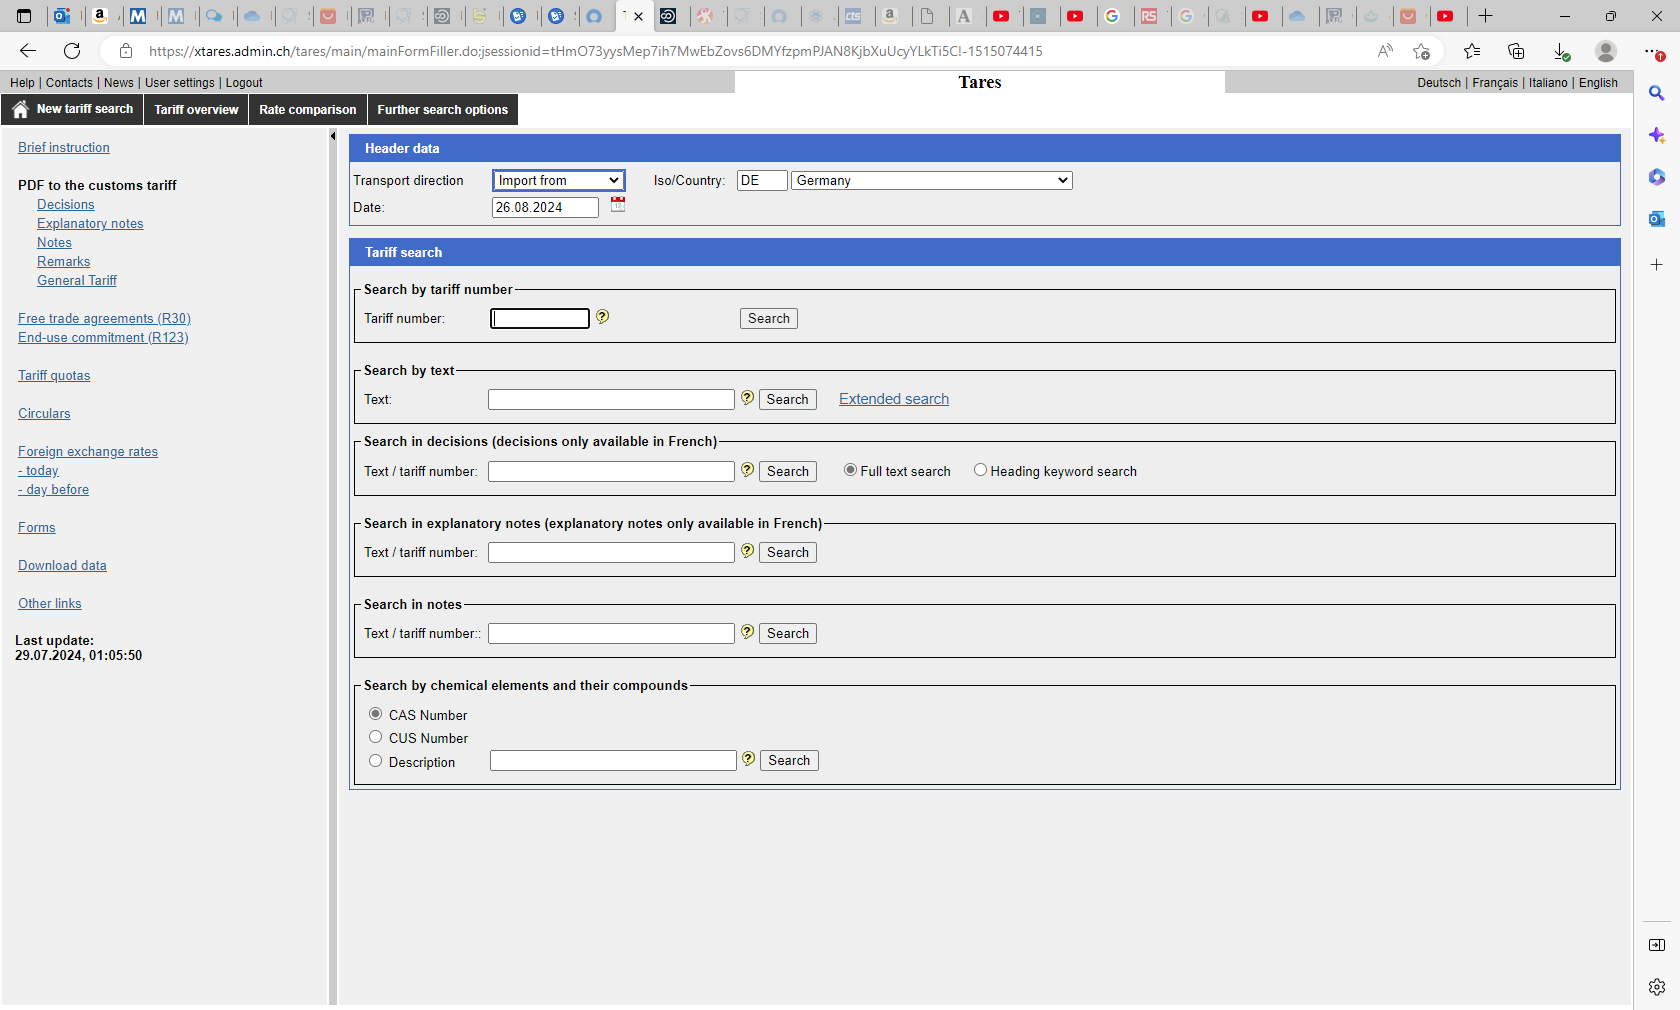 https://xtares.admin.ch/tares/main/mainFormFiller.do;jsessionid=tHmO73yysMep7ih7MwEbZovs6DMYfzpmPJAN8KjbXuUcyYLkTi5C!-1515074415
Help | Contacts | News | User settings | Logout
Tares
Deutsch | Français | Italiano | English
New tariff search
Tariff overview
Rate comparison
Further search options
Brief instruction
PDF to the customs tariff
Decisions
Explanatory notes
Notes
Remarks
General Tariff
Free trade agreements (R30)
End-use commitment (R123)
Tariff quotas
Circulars
Foreign exchange rates
- today
- day before
Forms
Download data
Other links
Last update:
29.07.2024, 01:05:50
Header data
Transport direction Import from Iso/Country: DE Germany
Date: 26.08.2024
Tariff search
Search by tariff number
Tariff number: Search
Search by text
Text: Search Extended search
Search in decisions (decisions only available in French)
Text / tariff number: Search Full text search Heading keyword search
Search in explanatory notes (explanatory notes only available in French)
Text / tariff number: Search
Search in notes
Text / tariff number:: Search
Search by chemical elements and their compounds
CAS Number
CUS Number
Description Search